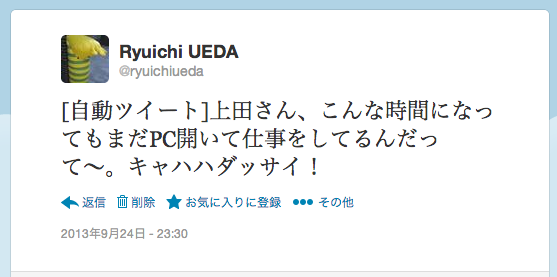 Ryuichi UEDA
@ryuichiueda
[自動ツイート]上田さん、こんな時間になっ
てもまだPC開いて仕事をしてるんだっ
て〜。キャハハダッサイ！
返信 削除 お気に入りに登録 その他
2013年9月24日 - 23:30